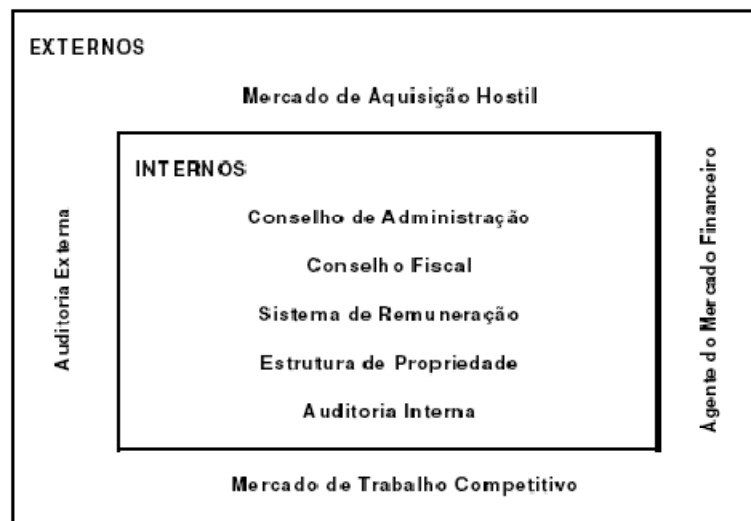 EXTERNOS
Mercado de Aquisição Hostil
INTERNOS
Conselho de Administração
Conselho Fiscal
Sistema de Remuneração
Estrutura de Propriedade
Auditoria Interna
Auditoria Externa
Agente do Mercado Financeiro
Mercado de Trabalho Competitivo